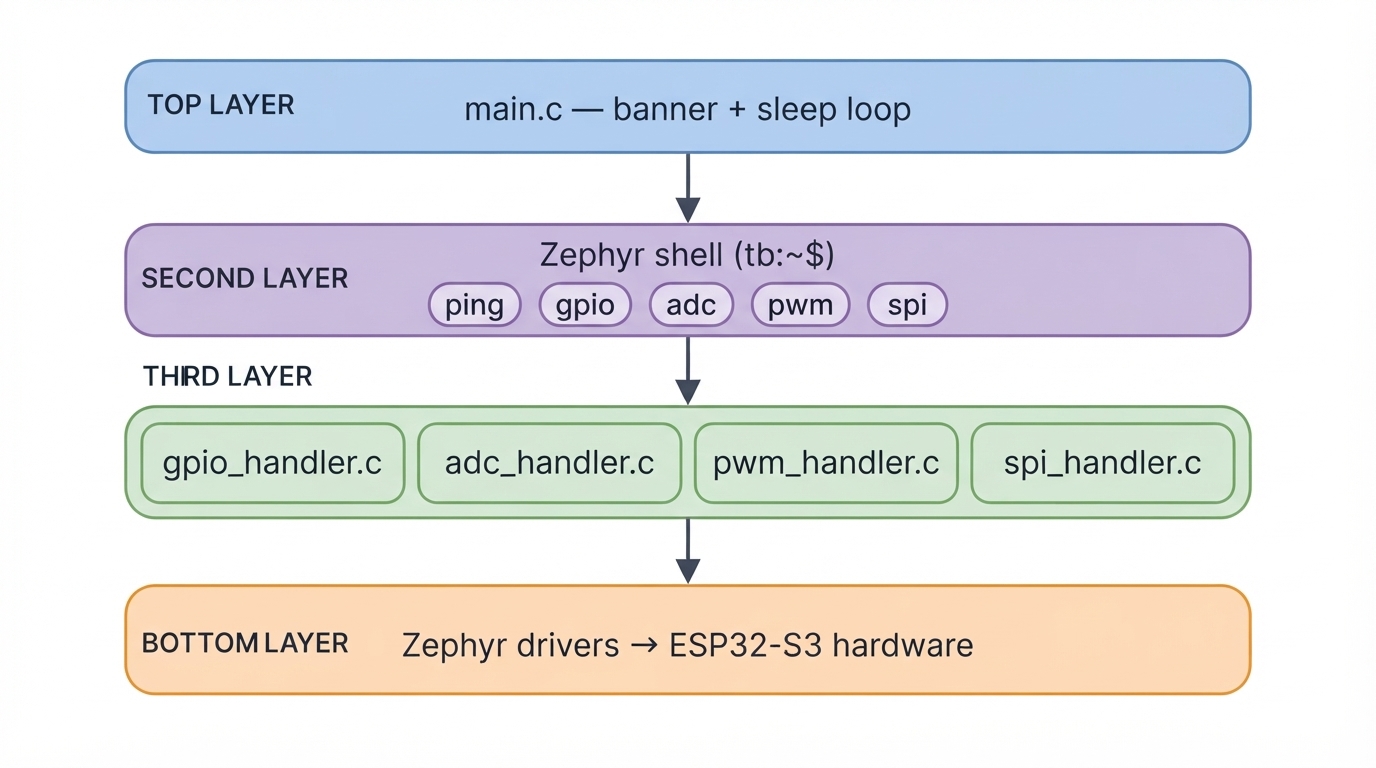 TOP LAYER
main.c — banner + sleep loop
SECOND LAYER
Zephyr shell (tb:~$)
ping gpio adc pwm spi
THIRD LAYER
gpio_handler.c adc_handler.c pwm_handler.c spi_handler.c
BOTTOM LAYER
Zephyr drivers → ESP32-S3 hardware